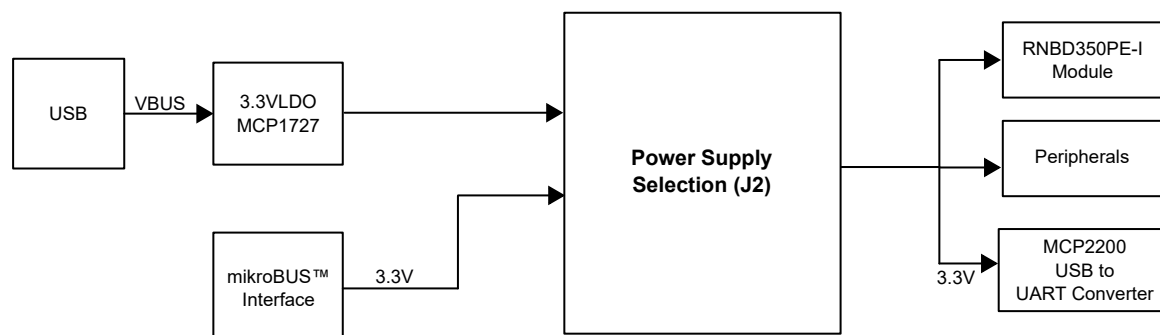 USB
VBUS
3.3VLDO
MCP1727
mikroBUS™
Interface
3.3V
Power Supply
Selection (J2)
RNBD350PE-I
Module
Peripherals
3.3V
MCP2200
USB to
UART Converter